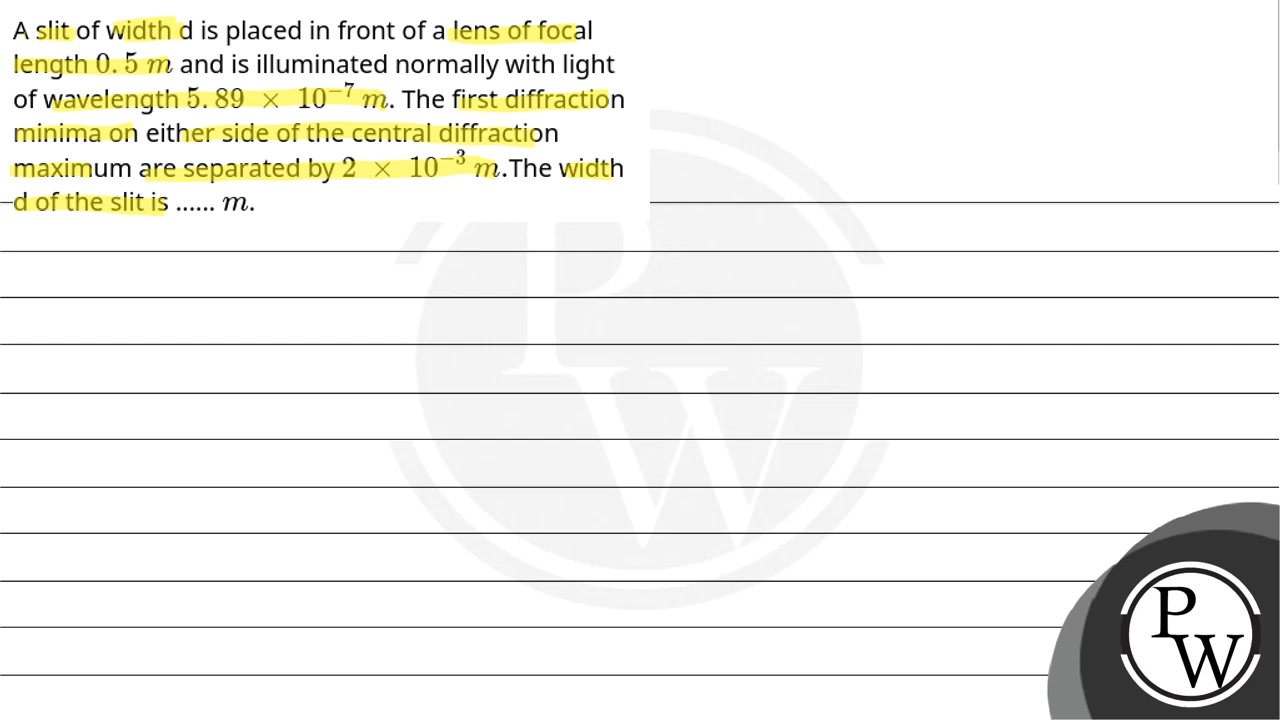 A slit of width d is placed in front of a lens of focal
length 0.5 m and is illuminated normally with light
of wavelength 5.89 × 10⁻⁷ m. The first diffraction
minima on either side of the central diffraction
maximum are separated by 2 × 10⁻³ m.The width
d of the slit is ...... m.
P
W
P
W